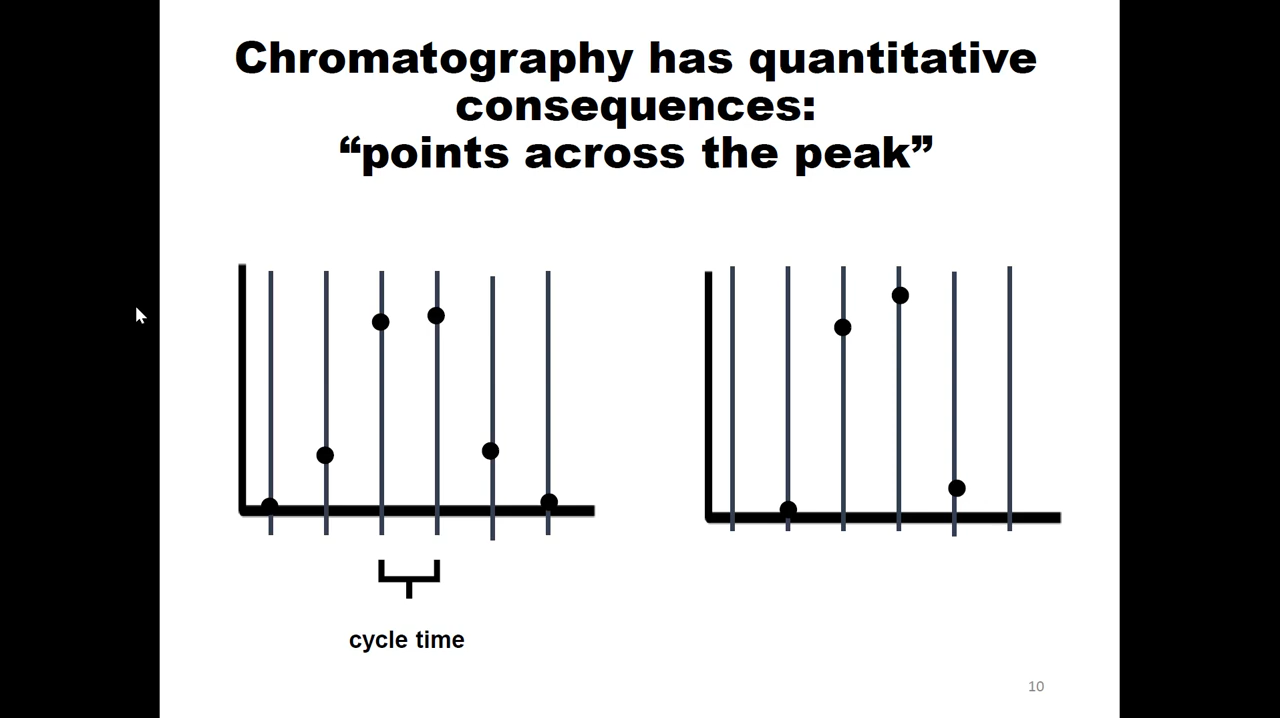 Chromatography has quantitative
consequences:
“points across the peak”
cycle time
10